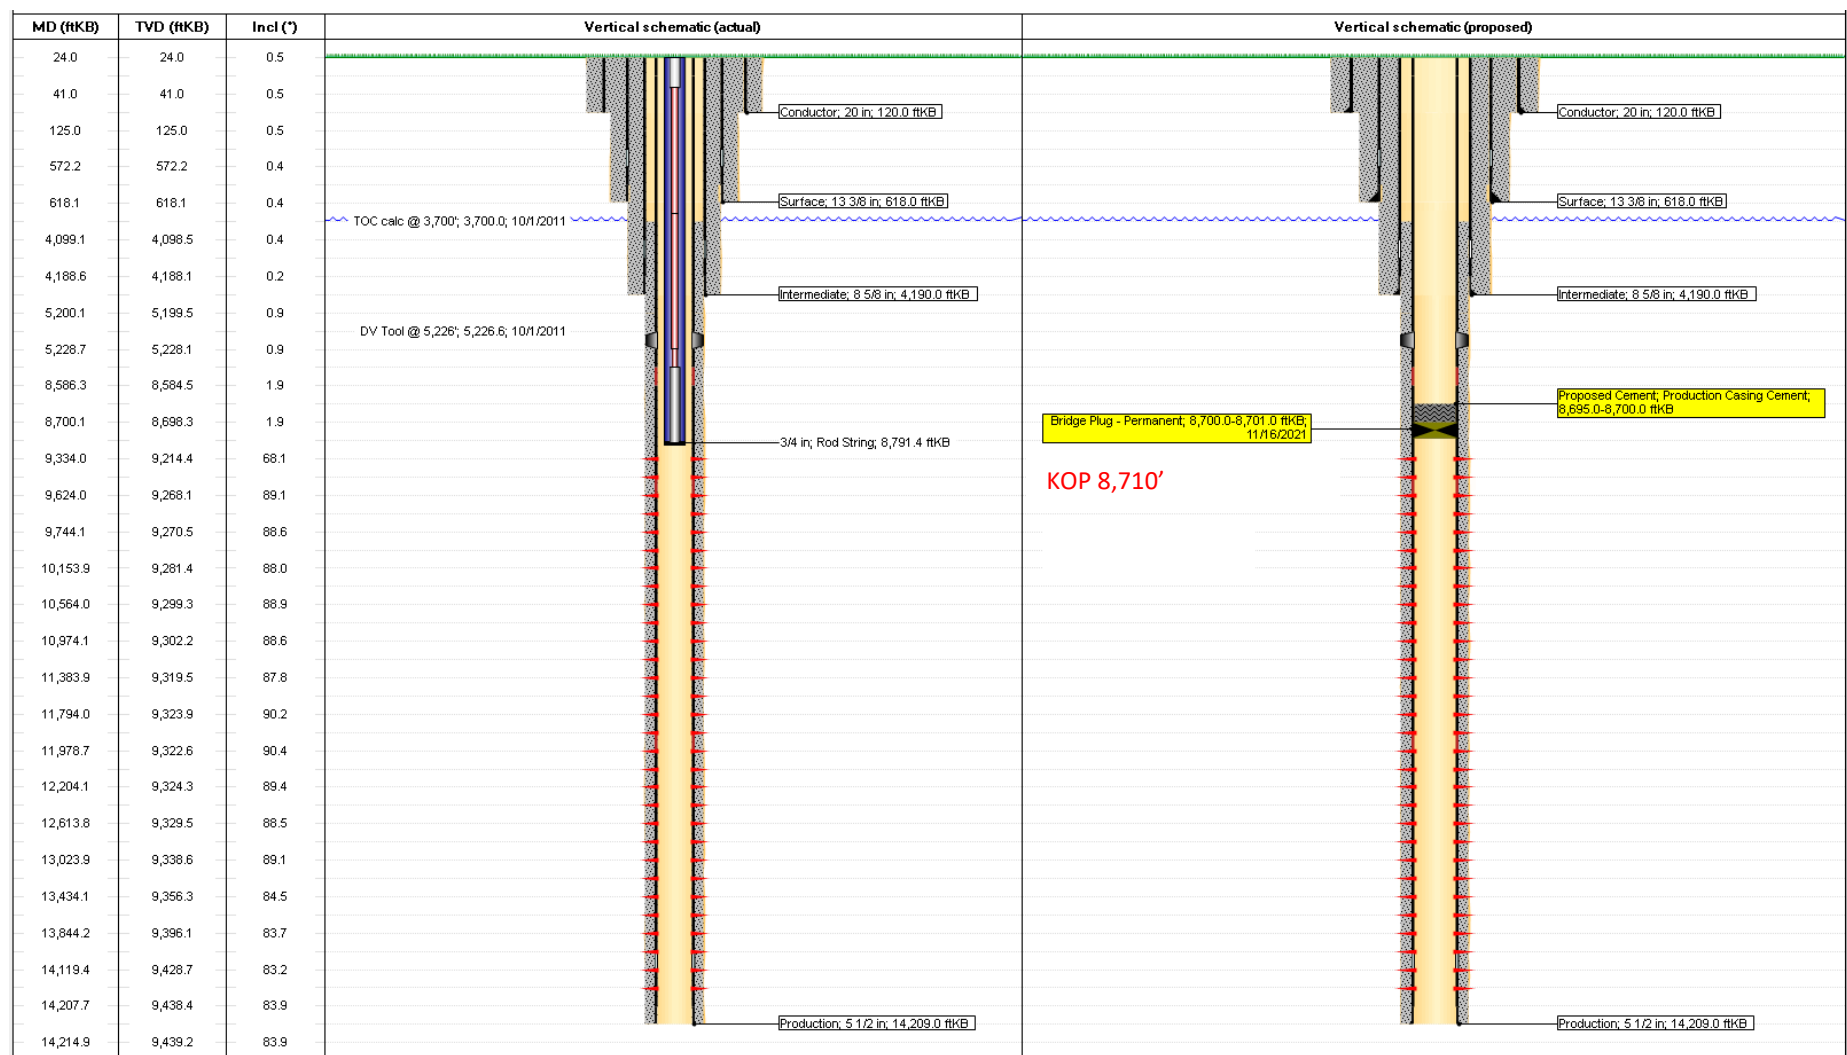 MD (ftKB) TVD (ftKB) Incl (°) Vertical schematic (actual) Vertical schematic (proposed)
24.0 24.0 0.5
41.0 41.0 0.5
Conductor; 20 in; 120.0 ftKB Conductor; 20 in; 120.0 ftKB
125.0 125.0 0.5
572.2 572.2 0.4
Surface; 13 3/8 in; 618.0 ftKB Surface; 13 3/8 in; 618.0 ftKB
618.1 618.1 0.4
TOC calc @ 3,700'; 3,700.0; 10/1/2011
4,099.1 4,098.5 0.4
4,188.6 4,188.1 0.2
Intermediate; 8 5/8 in; 4,190.0 ftKB Intermediate; 8 5/8 in; 4,190.0 ftKB
5,200.1 5,199.5 0.9
DV Tool @ 5,226'; 5,226.6; 10/1/2011
5,228.7 5,228.1 0.9
8,586.3 8,584.5 1.9
Proposed Cement; Production Casing Cement;
8,695.0-8,700.0 ftKB
8,700.1 8,698.3 1.9
Bridge Plug - Permanent; 8,700.0-8,701.0 ftKB;
11/16/2021
3/4 in; Rod String; 8,791.4 ftKB
9,334.0 9,214.4 68.1
KOP 8,710’
9,624.0 9,268.1 89.1
9,744.1 9,270.5 88.6
10,153.9 9,281.4 88.0
10,564.0 9,299.3 88.9
10,974.1 9,302.2 88.6
11,383.9 9,319.5 87.8
11,794.0 9,323.9 90.2
11,978.7 9,322.6 90.4
12,204.1 9,324.3 89.4
12,613.8 9,329.5 88.5
13,023.9 9,338.6 89.1
13,434.1 9,356.3 84.5
13,844.2 9,396.1 83.7
14,119.4 9,428.7 83.2
14,207.7 9,438.4 83.9
Production; 5 1/2 in; 14,209.0 ftKB Production; 5 1/2 in; 14,209.0 ftKB
14,214.9 9,439.2 83.9